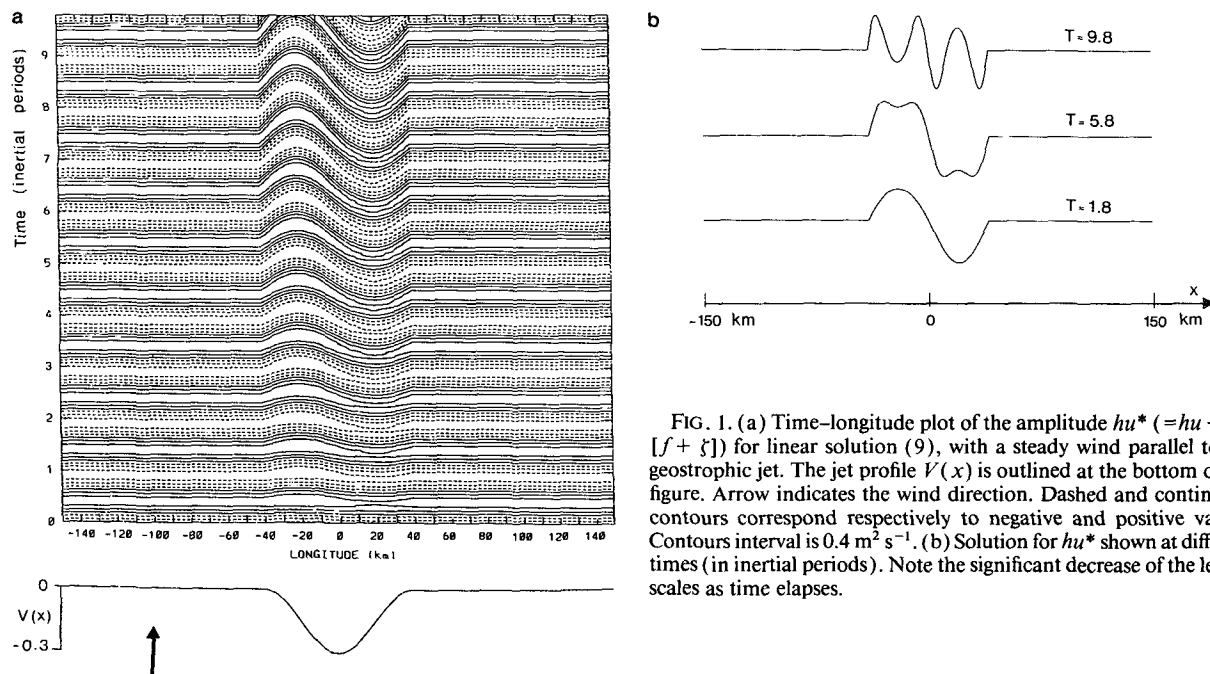 a
Time (inertial periods)
9
8
7
6
5
4
3
2
1
0
-140 -120 -100 -80 -60 -40 -20 0 20 40 60 80 100 120 140
LONGITUDE (km)
0
V(x)
-0.3
b
T=9.8
T=5.8
T=1.8
x
-150 km 0 150 km
FIG. 1. (a) Time–longitude plot of the amplitude hu* (=hu
[f + ζ]) for linear solution (9), with a steady wind parallel t
geostrophic jet. The jet profile V(x) is outlined at the bottom
figure. Arrow indicates the wind direction. Dashed and contin
contours correspond respectively to negative and positive va
Contours interval is 0.4 m² s⁻¹. (b) Solution for hu* shown at diff
times (in inertial periods). Note the significant decrease of the le
scales as time elapses.